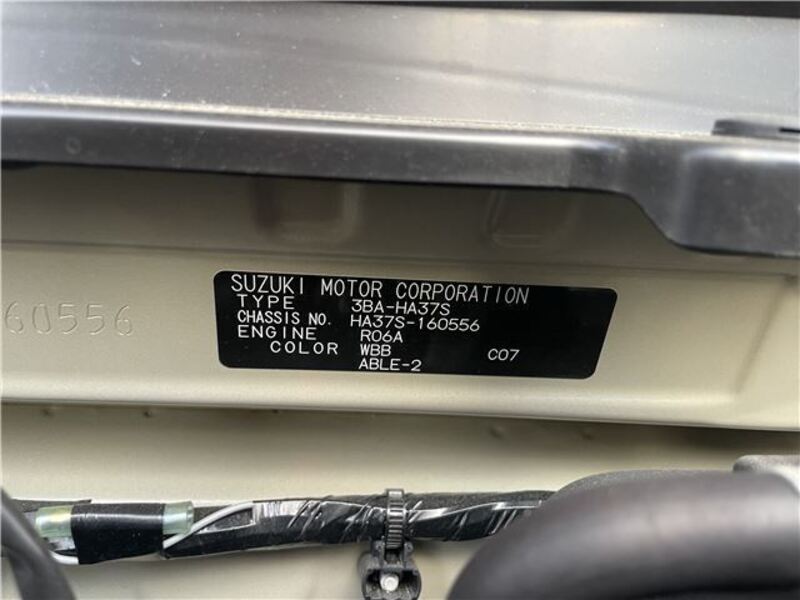 SUZUKI MOTOR CORPORATION
TYPE 3BA-HA37S
CHASSIS NO. HA37S-160556
ENGINE R06A
COLOR WBB C07
ABLE-2
60556